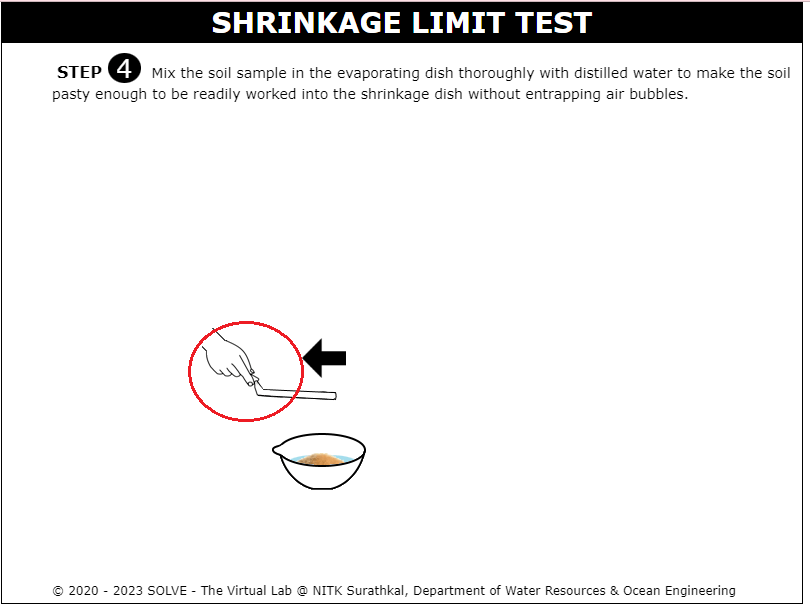 SHRINKAGE LIMIT TEST
STEP 4 Mix the soil sample in the evaporating dish thoroughly with distilled water to make the soil
pasty enough to be readily worked into the shrinkage dish without entrapping air bubbles.
© 2020 - 2023 SOLVE - The Virtual Lab @ NITK Surathkal, Department of Water Resources & Ocean Engineering